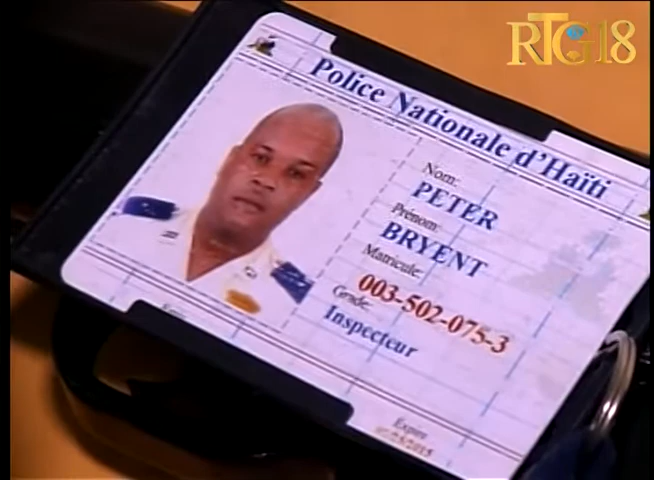 RTG18
Police Nationale d'Haïti
Nom:
PETER
Prénom:
BRYENT
Matricule:
003-502-075-3
Grade:
Inspecteur
Expire